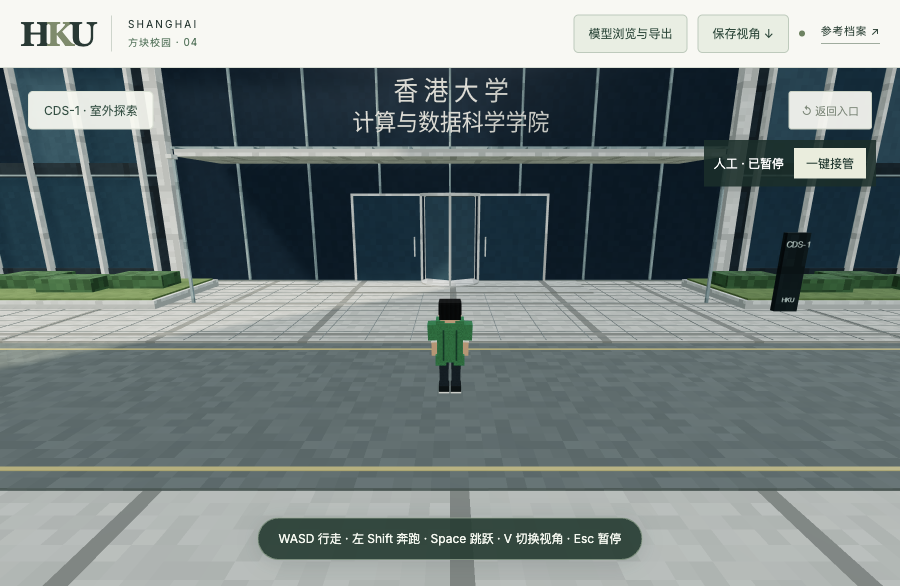 HKU
SHANGHAI
方块校园 · 04
模型浏览与导出
保存视角 ↓
参考档案 ↗
CDS-1 · 室外探索
香港大学
计算与数据科学学院
↺ 返回入口
人工 · 已暂停
一键接管
CDS-1
HKU
WASD 行走 · 左 Shift 奔跑 · Space 跳跃 · V 切换视角 · Esc 暂停